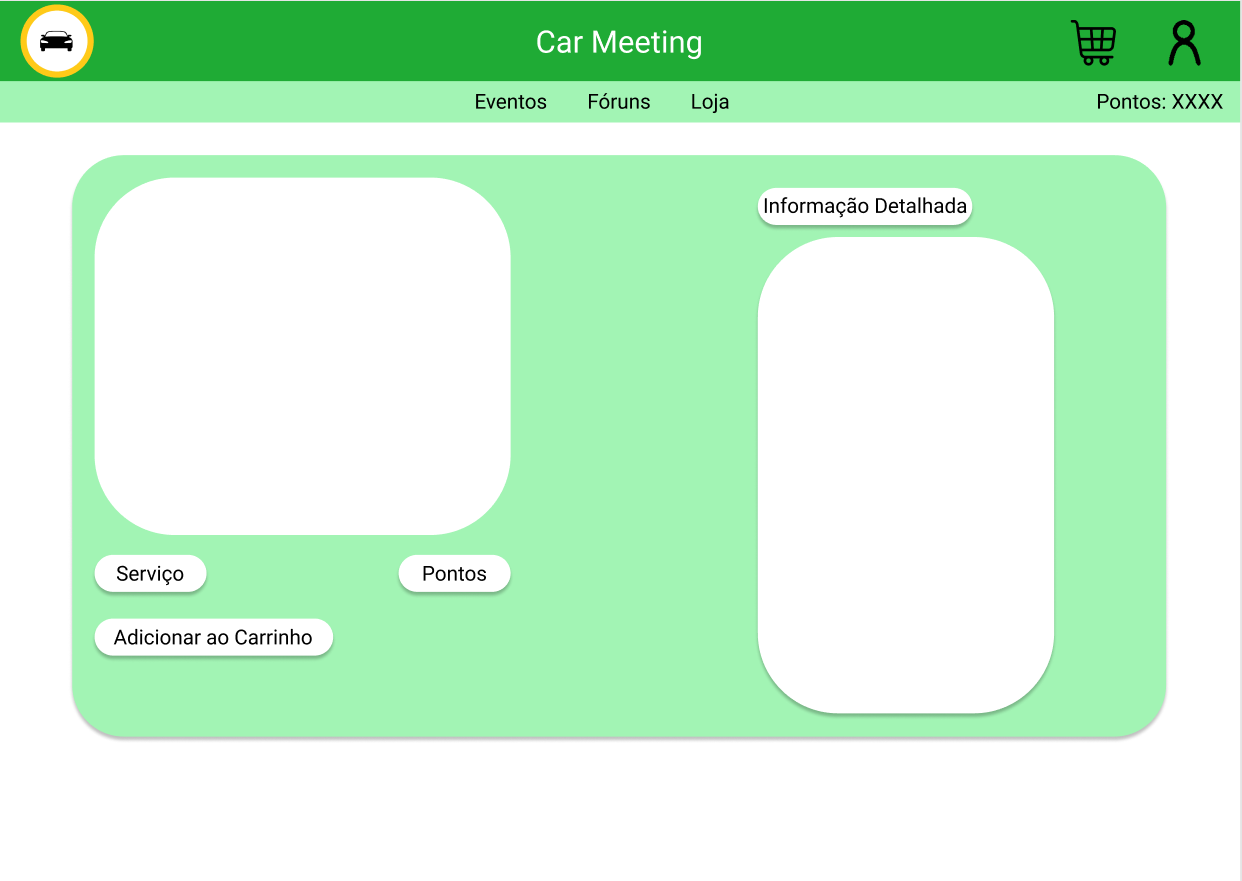 Car Meeting
Eventos Fóruns Loja Pontos: XXXX
Informação Detalhada
Serviço Pontos
Adicionar ao Carrinho